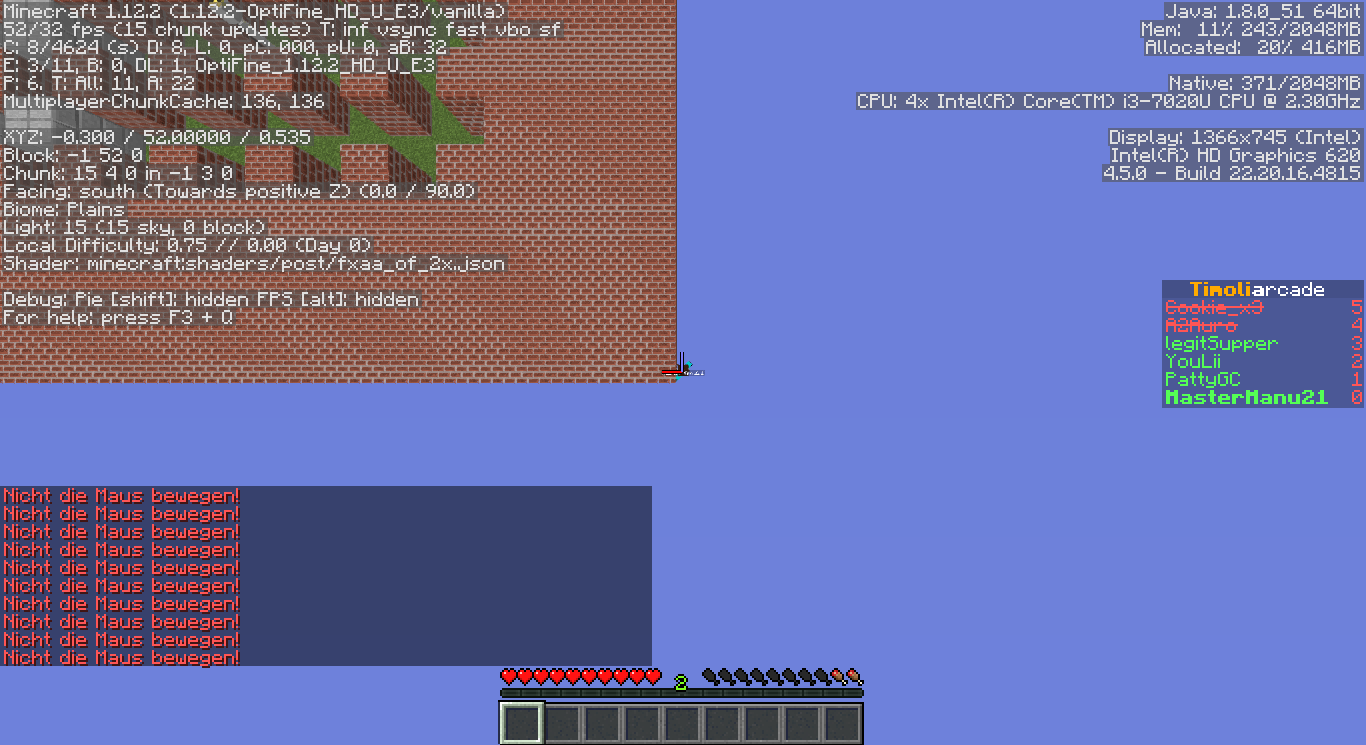 Minecraft 1.12.2 (1.12.2-OptiFine_HD_U_E3/vanilla)
52/32 fps (15 chunk updates) T: inf vsync fast vbo sf
C: 8/4624 (s) D: 8, L: 0, pC: 000, pU: 0, aB: 32
E: 3/11, B: 0, DL: 1, OptiFine_1.12.2_HD_U_E3
P: 6. T: All: 11, A: 22
MultiplayerChunkCache: 136, 136
XYZ: -0.300 / 52.00000 / 0.535
Block: -1 52 0
Chunk: 15 4 0 in -1 3 0
Facing: south (Towards positive Z) (0.0 / 90.0)
Biome: Plains
Light: 15 (15 sky, 0 block)
Local Difficulty: 0.75 // 0.00 (Day 0)
Shader: minecraft:shaders/post/fxaa_of_2x.json
Debug: Pie [shift]: hidden FPS [alt]: hidden
For help: press F3 + Q
Java: 1.8.0_51 64bit
Mem: 11% 243/2048MB
Allocated: 20% 416MB
Native: 371/2048MB
CPU: 4x Intel(R) Core(TM) i3-7020U CPU @ 2.30GHz
Display: 1366x745 (Intel)
Intel(R) HD Graphics 620
4.5.0 - Build 22.20.16.4815
Timoliarcade
Cookie_x3 5
A2Auro 4
legitSupper 3
YouLii 2
PattyGC 1
MasterManu21 0
Nicht die Maus bewegen!
Nicht die Maus bewegen!
Nicht die Maus bewegen!
Nicht die Maus bewegen!
Nicht die Maus bewegen!
Nicht die Maus bewegen!
Nicht die Maus bewegen!
Nicht die Maus bewegen!
Nicht die Maus bewegen!
Nicht die Maus bewegen!
2